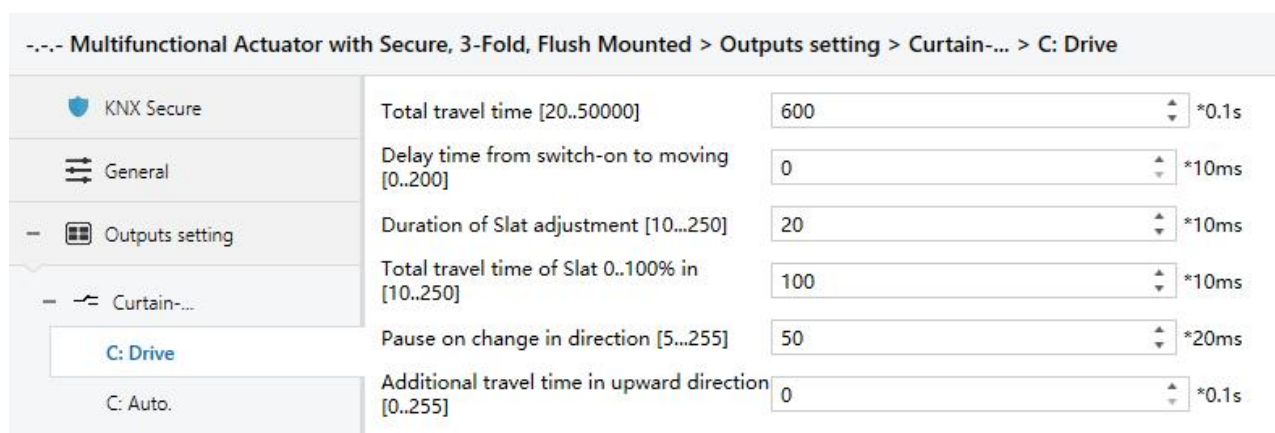 -.-.- Multifunctional Actuator with Secure, 3-Fold, Flush Mounted > Outputs setting > Curtain-... > C: Drive
KNX Secure
General
Outputs setting
Curtain-...
C: Drive
C: Auto.
Total travel time [20..50000]
600
*0.1s
Delay time from switch-on to moving
[0..200]
0
*10ms
Duration of Slat adjustment [10...250]
20
*10ms
Total travel time of Slat 0..100% in
[10..250]
100
*10ms
Pause on change in direction [5...255]
50
*20ms
Additional travel time in upward direction
[0..255]
0
*0.1s